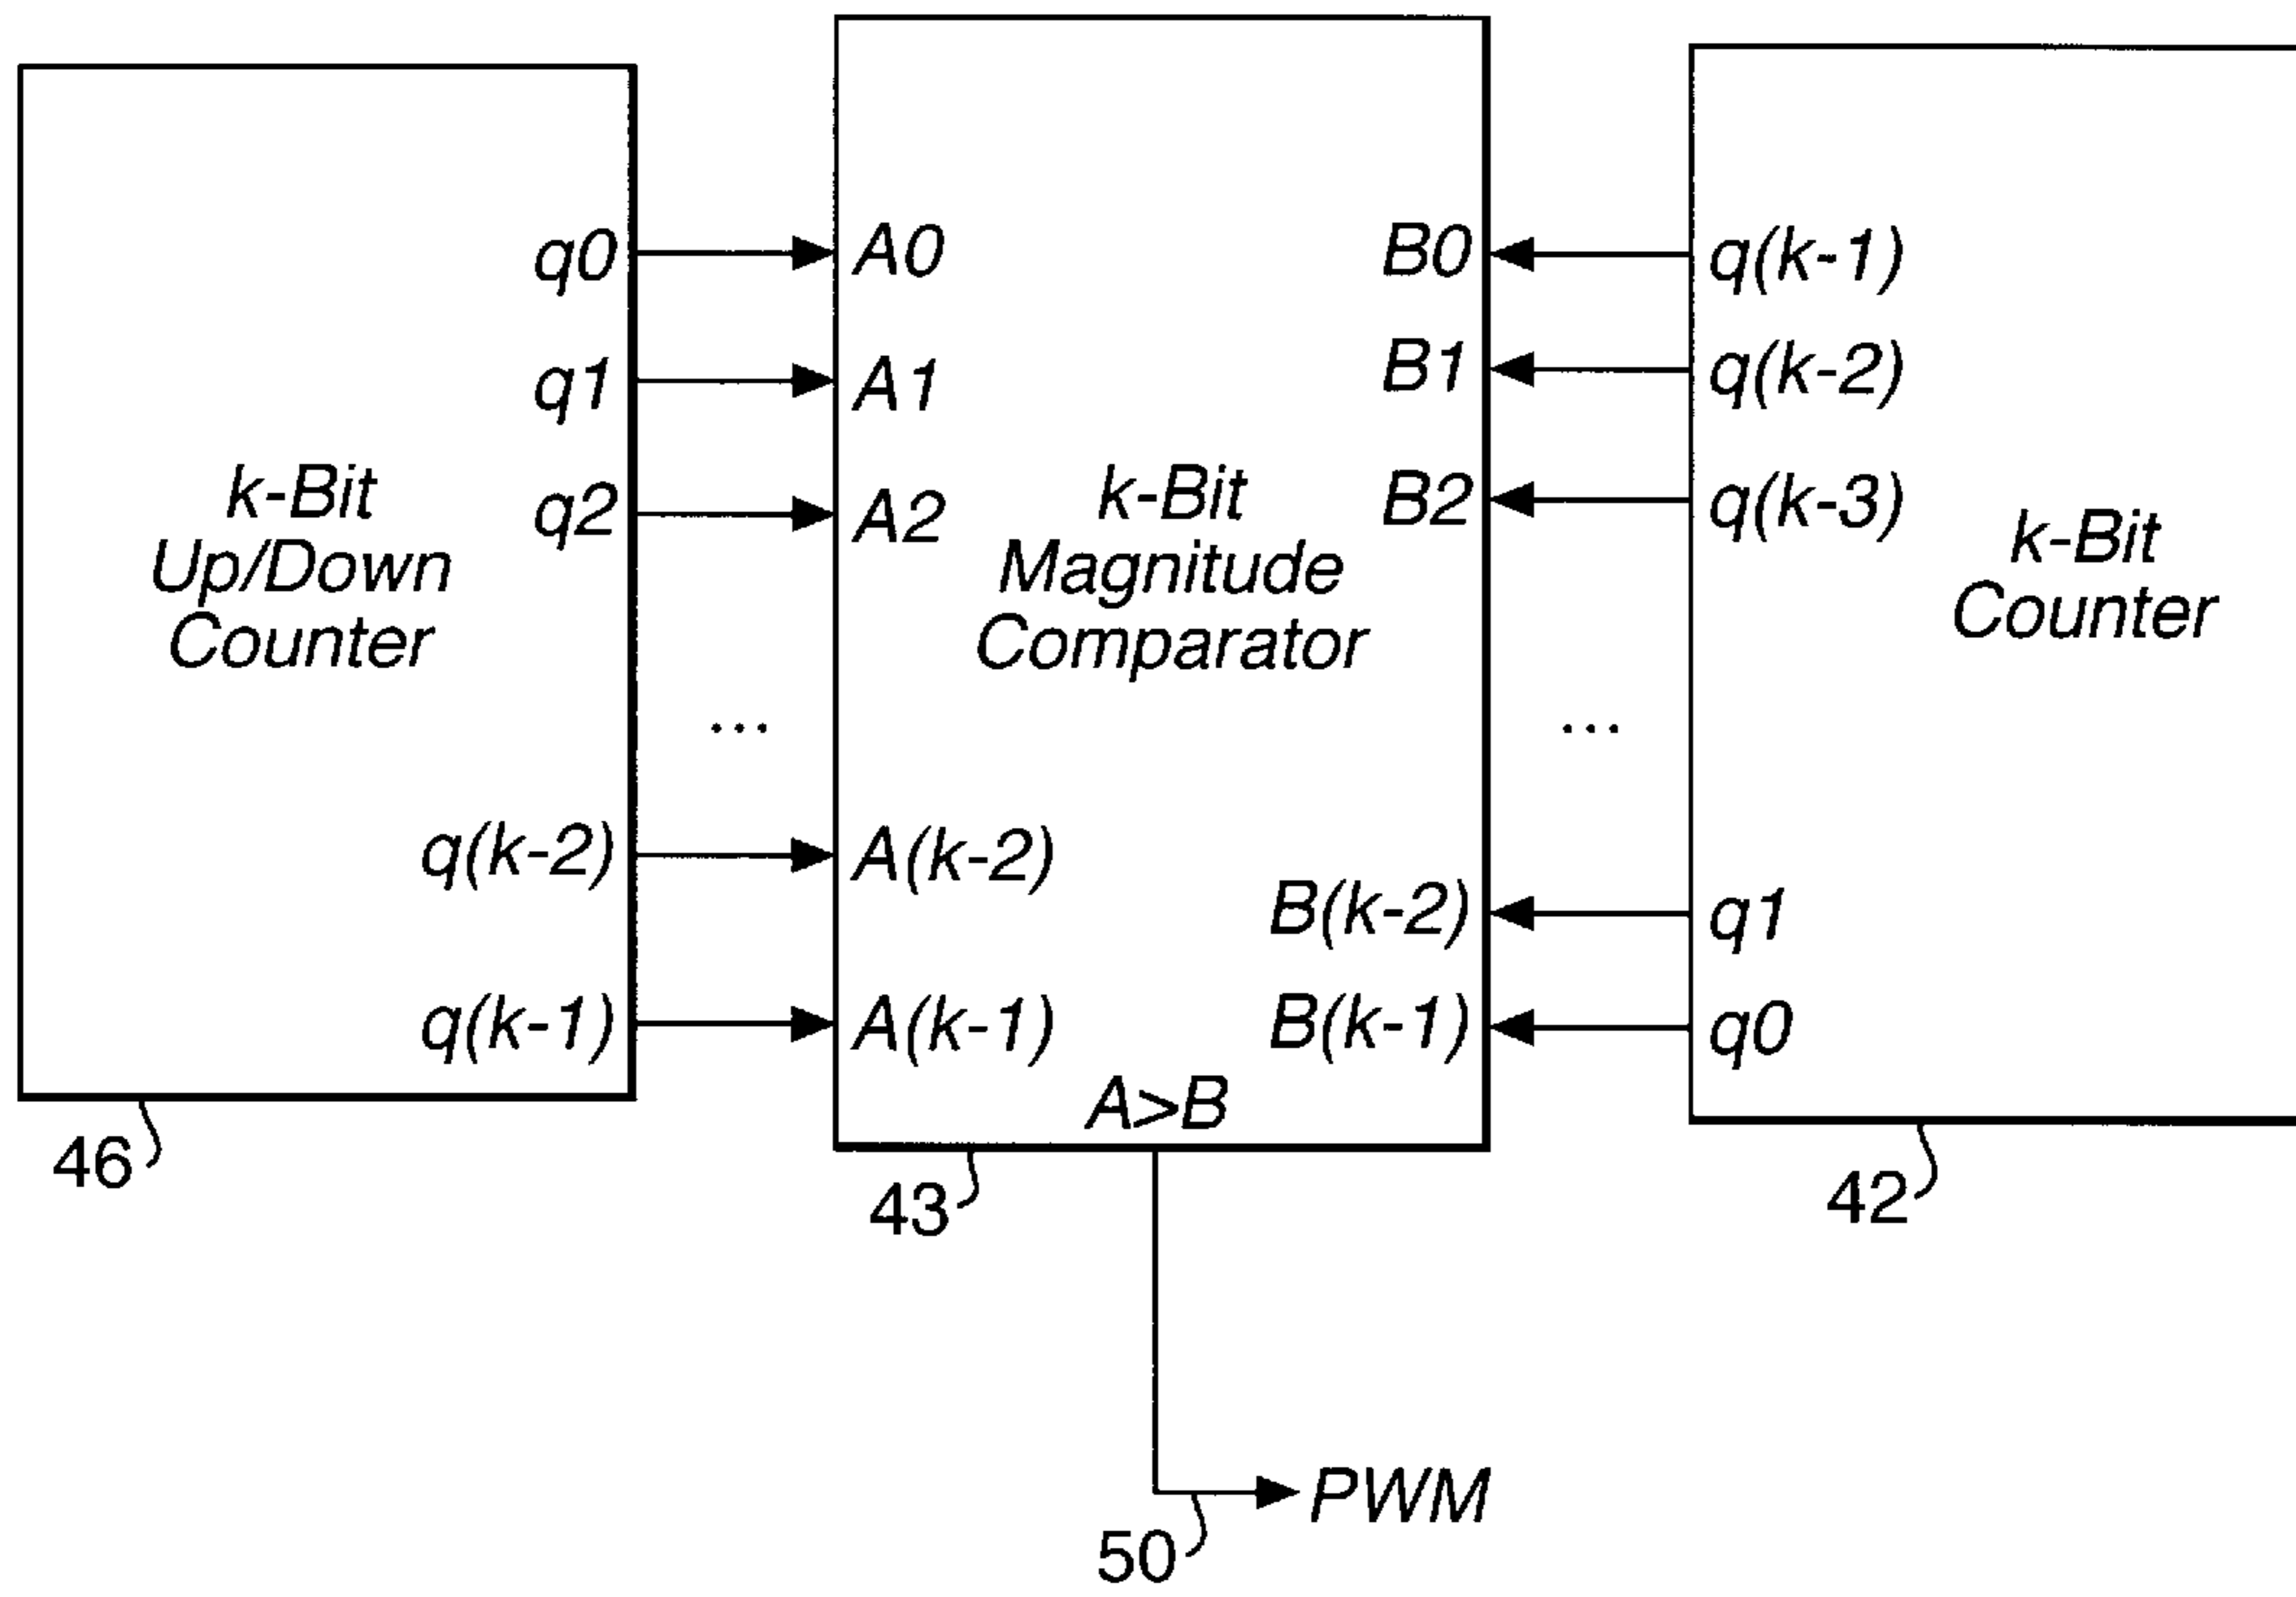 q0
q1
q2
k-Bit
Up/Down
Counter
...
q(k-2)
q(k-1)
46
A0
A1
A2
A(k-2)
A(k-1)
k-Bit
Magnitude
Comparator
B0
B1
B2
B(k-2)
B(k-1)
A>B
43
...
q(k-1)
q(k-2)
q(k-3)
k-Bit
Counter
q1
q0
42
PWM
50